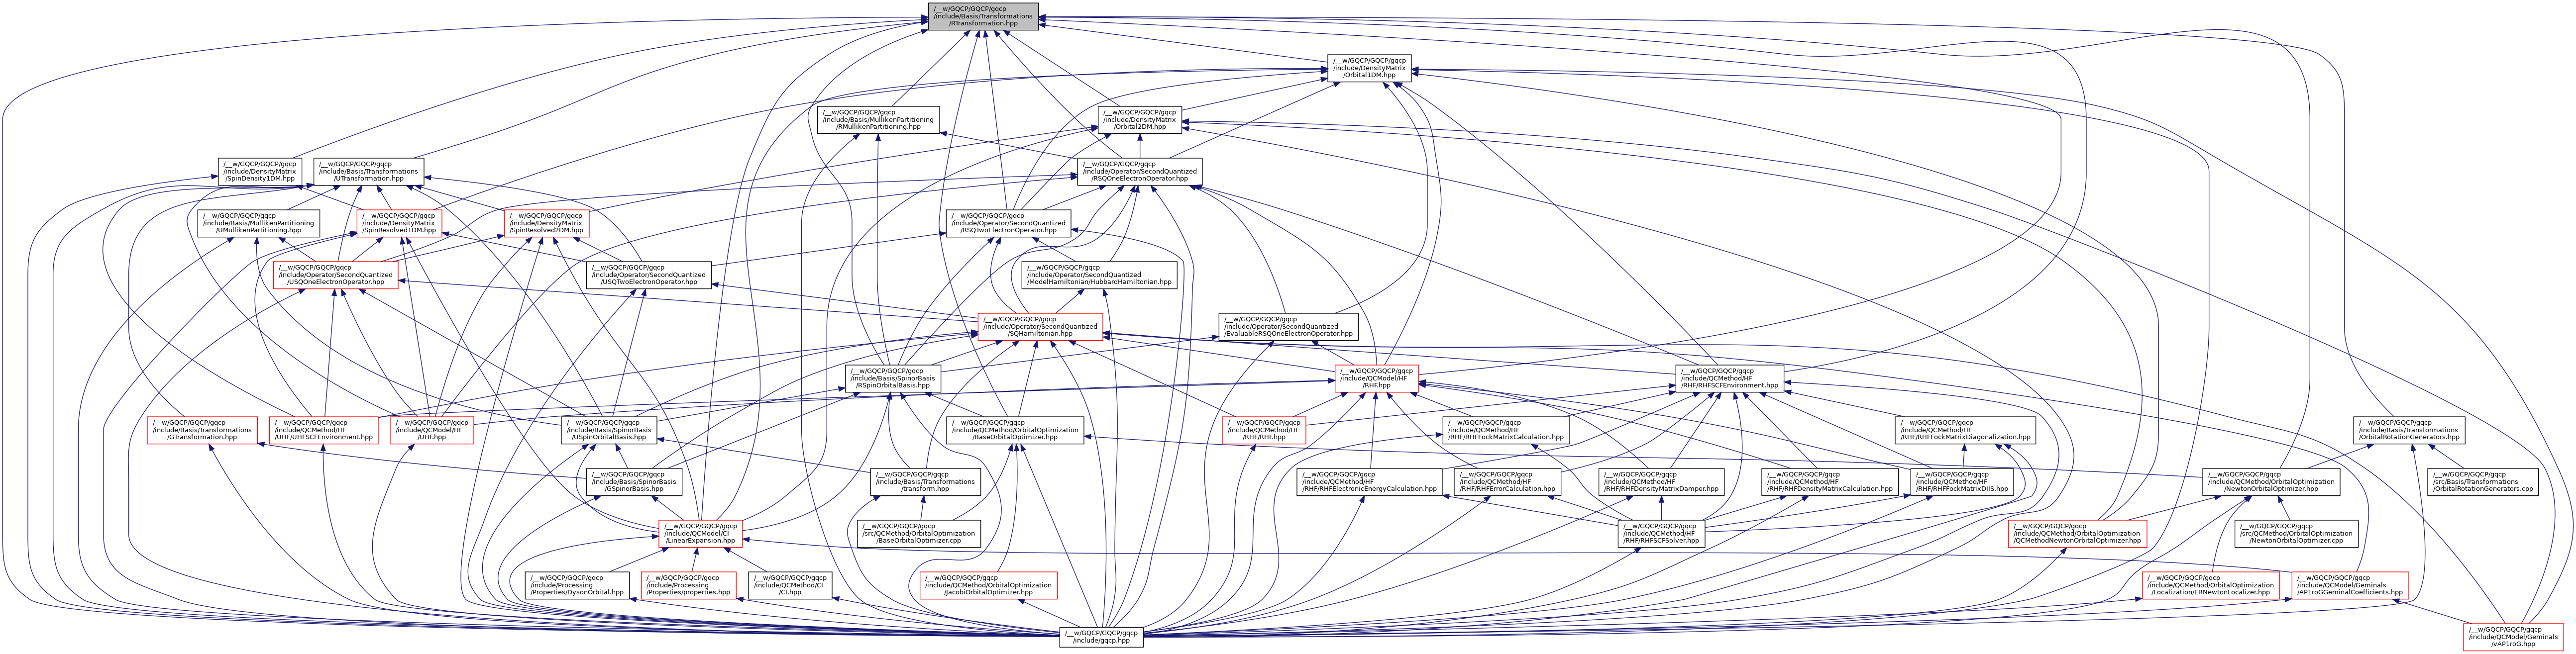 /__w/GQCP/GQCP/gqcp
/include/Basis/Transformations
/RTransformation.hpp
/__w/GQCP/GQCP/gqcp
/include/DensityMatrix
/Orbital1DM.hpp
/__w/GQCP/GQCP/gqcp
/include/Basis/MullikenPartitioning
/RMullikenPartitioning.hpp
/__w/GQCP/GQCP/gqcp
/include/DensityMatrix
/Orbital2DM.hpp
/__w/GQCP/GQCP/gqcp
/include/DensityMatrix
/SpinDensity1DM.hpp
/__w/GQCP/GQCP/gqcp
/include/Basis/Transformations
/UTransformation.hpp
/__w/GQCP/GQCP/gqcp
/include/Operator/SecondQuantized
/RSQOneElectronOperator.hpp
/__w/GQCP/GQCP/gqcp
/include/Basis/MullikenPartitioning
/UMullikenPartitioning.hpp
/__w/GQCP/GQCP/gqcp
/include/DensityMatrix
/SpinResolved1DM.hpp
/__w/GQCP/GQCP/gqcp
/include/DensityMatrix
/SpinResolved2DM.hpp
/__w/GQCP/GQCP/gqcp
/include/Operator/SecondQuantized
/RSQTwoElectronOperator.hpp
/__w/GQCP/GQCP/gqcp
/include/Operator/SecondQuantized
/USQOneElectronOperator.hpp
/__w/GQCP/GQCP/gqcp
/include/Operator/SecondQuantized
/USQTwoElectronOperator.hpp
/__w/GQCP/GQCP/gqcp
/include/Operator/SecondQuantized
/ModelHamiltonian/HubbardHamiltonian.hpp
/__w/GQCP/GQCP/gqcp
/include/Operator/SecondQuantized
/SQHamiltonian.hpp
/__w/GQCP/GQCP/gqcp
/include/Operator/SecondQuantized
/EvaluableRSQOneElectronOperator.hpp
/__w/GQCP/GQCP/gqcp
/include/Basis/SpinorBasis
/RSpinOrbitalBasis.hpp
/__w/GQCP/GQCP/gqcp
/include/QCModel/HF
/RHF.hpp
/__w/GQCP/GQCP/gqcp
/include/QCMethod/HF
/RHF/RHFSCFEnvironment.hpp
/__w/GQCP/GQCP/gqcp
/include/Basis/Transformations
/GTransformation.hpp
/__w/GQCP/GQCP/gqcp
/include/QCMethod/HF
/UHF/UHFSCFEnvironment.hpp
/__w/GQCP/GQCP/gqcp
/include/QCModel/HF
/UHF.hpp
/__w/GQCP/GQCP/gqcp
/include/Basis/SpinorBasis
/USpinOrbitalBasis.hpp
/__w/GQCP/GQCP/gqcp
/include/QCMethod/OrbitalOptimization
/BaseOrbitalOptimizer.hpp
/__w/GQCP/GQCP/gqcp
/include/QCMethod/HF
/RHF/RHF.hpp
/__w/GQCP/GQCP/gqcp
/include/QCMethod/HF
/RHF/RHFFockMatrixCalculation.hpp
/__w/GQCP/GQCP/gqcp
/include/QCMethod/HF
/RHF/RHFFockMatrixDiagonalization.hpp
/__w/GQCP/GQCP/gqcp
/include/Basis/Transformations
/OrbitalRotationGenerators.hpp
/__w/GQCP/GQCP/gqcp
/include/Basis/SpinorBasis
/GSpinorBasis.hpp
/__w/GQCP/GQCP/gqcp
/include/Basis/Transformations
/transform.hpp
/__w/GQCP/GQCP/gqcp
/include/QCMethod/HF
/RHF/RHFElectronicEnergyCalculation.hpp
/__w/GQCP/GQCP/gqcp
/include/QCMethod/HF
/RHF/RHFErrorCalculation.hpp
/__w/GQCP/GQCP/gqcp
/include/QCMethod/HF
/RHF/RHFDensityMatrixDamper.hpp
/__w/GQCP/GQCP/gqcp
/include/QCMethod/HF
/RHF/RHFDensityMatrixCalculation.hpp
/__w/GQCP/GQCP/gqcp
/include/QCMethod/HF
/RHF/RHFFockMatrixDIIS.hpp
/__w/GQCP/GQCP/gqcp
/include/QCMethod/OrbitalOptimization
/NewtonOrbitalOptimizer.hpp
/__w/GQCP/GQCP/gqcp
/src/Basis/Transformations
/OrbitalRotationGenerators.cpp
/__w/GQCP/GQCP/gqcp
/include/QCModel/CI
/LinearExpansion.hpp
/__w/GQCP/GQCP/gqcp
/src/QCMethod/OrbitalOptimization
/BaseOrbitalOptimizer.cpp
/__w/GQCP/GQCP/gqcp
/include/QCMethod/HF
/RHF/RHFSCFSolver.hpp
/__w/GQCP/GQCP/gqcp
/include/QCMethod/OrbitalOptimization
/QCMethodNewtonOrbitalOptimizer.hpp
/__w/GQCP/GQCP/gqcp
/src/QCMethod/OrbitalOptimization
/NewtonOrbitalOptimizer.cpp
/__w/GQCP/GQCP/gqcp
/include/Processing
/Properties/DysonOrbital.hpp
/__w/GQCP/GQCP/gqcp
/include/Processing
/Properties/properties.hpp
/__w/GQCP/GQCP/gqcp
/include/QCMethod/CI
/CI.hpp
/__w/GQCP/GQCP/gqcp
/include/QCMethod/OrbitalOptimization
/JacobiOrbitalOptimizer.hpp
/__w/GQCP/GQCP/gqcp
/include/QCMethod/OrbitalOptimization
/Localization/ERNewtonLocalizer.hpp
/__w/GQCP/GQCP/gqcp
/include/QCModel/Geminals
/AP1roGGeminalCoefficients.hpp
/__w/GQCP/GQCP/gqcp
/include/gqcp.hpp
/__w/GQCP/GQCP/gqcp
/include/QCModel/Geminals
/vAP1roG.hpp